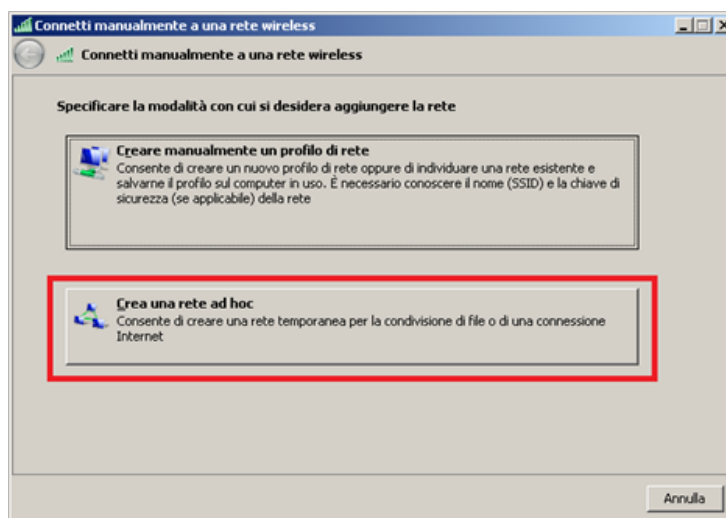 Connetti manualmente a una rete wireless
Connetti manualmente a una rete wireless
Specificare la modalità con cui si desidera aggiungere la rete
Creare manualmente un profilo di rete
Consente di creare un nuovo profilo di rete oppure di individuare una rete esistente e
salvarne il profilo sul computer in uso. È necessario conoscere il nome (SSID) e la chiave di
sicurezza (se applicabile) della rete
Crea una rete ad hoc
Consente di creare una rete temporanea per la condivisione di file o di una connessione
Internet
Annulla